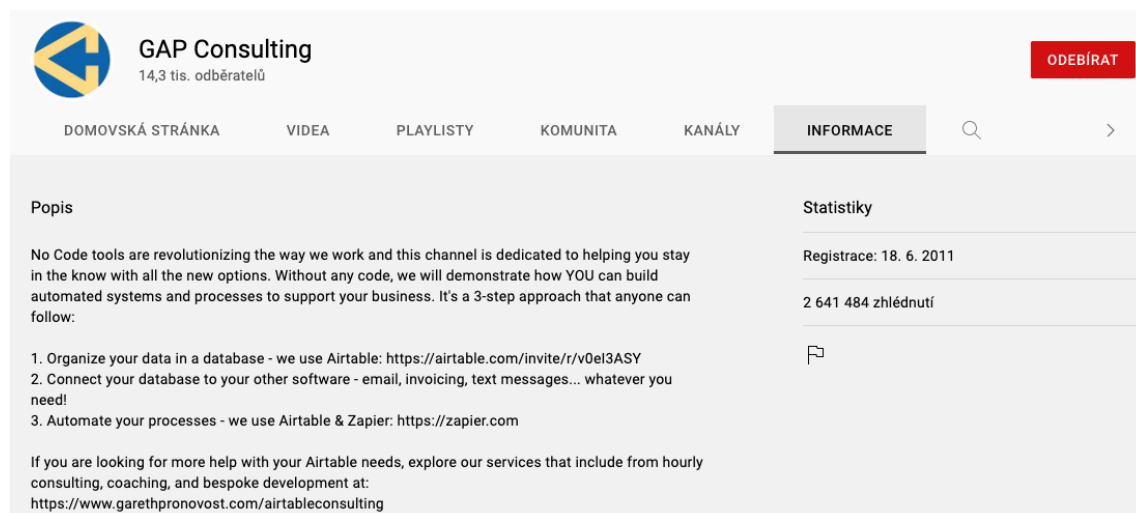 GAP Consulting
14,3 tis. odběratelů
ODEBÍRAT
DOMOVSKÁ STRÁNKA
VIDEA
PLAYLISTY
KOMUNITA
KANÁLY
INFORMACE
Popis
No Code tools are revolutionizing the way we work and this channel is dedicated to helping you stay
in the know with all the new options. Without any code, we will demonstrate how YOU can build
automated systems and processes to support your business. It's a 3-step approach that anyone can
follow:
1. Organize your data in a database - we use Airtable: https://airtable.com/invite/r/v0eI3ASY
2. Connect your database to your other software - email, invoicing, text messages... whatever you
need!
3. Automate your processes - we use Airtable & Zapier: https://zapier.com
If you are looking for more help with your Airtable needs, explore our services that include from hourly
consulting, coaching, and bespoke development at:
https://www.garethpronovost.com/airtableconsulting
Statistiky
Registrace: 18. 6. 2011
2 641 484 zhlédnutí